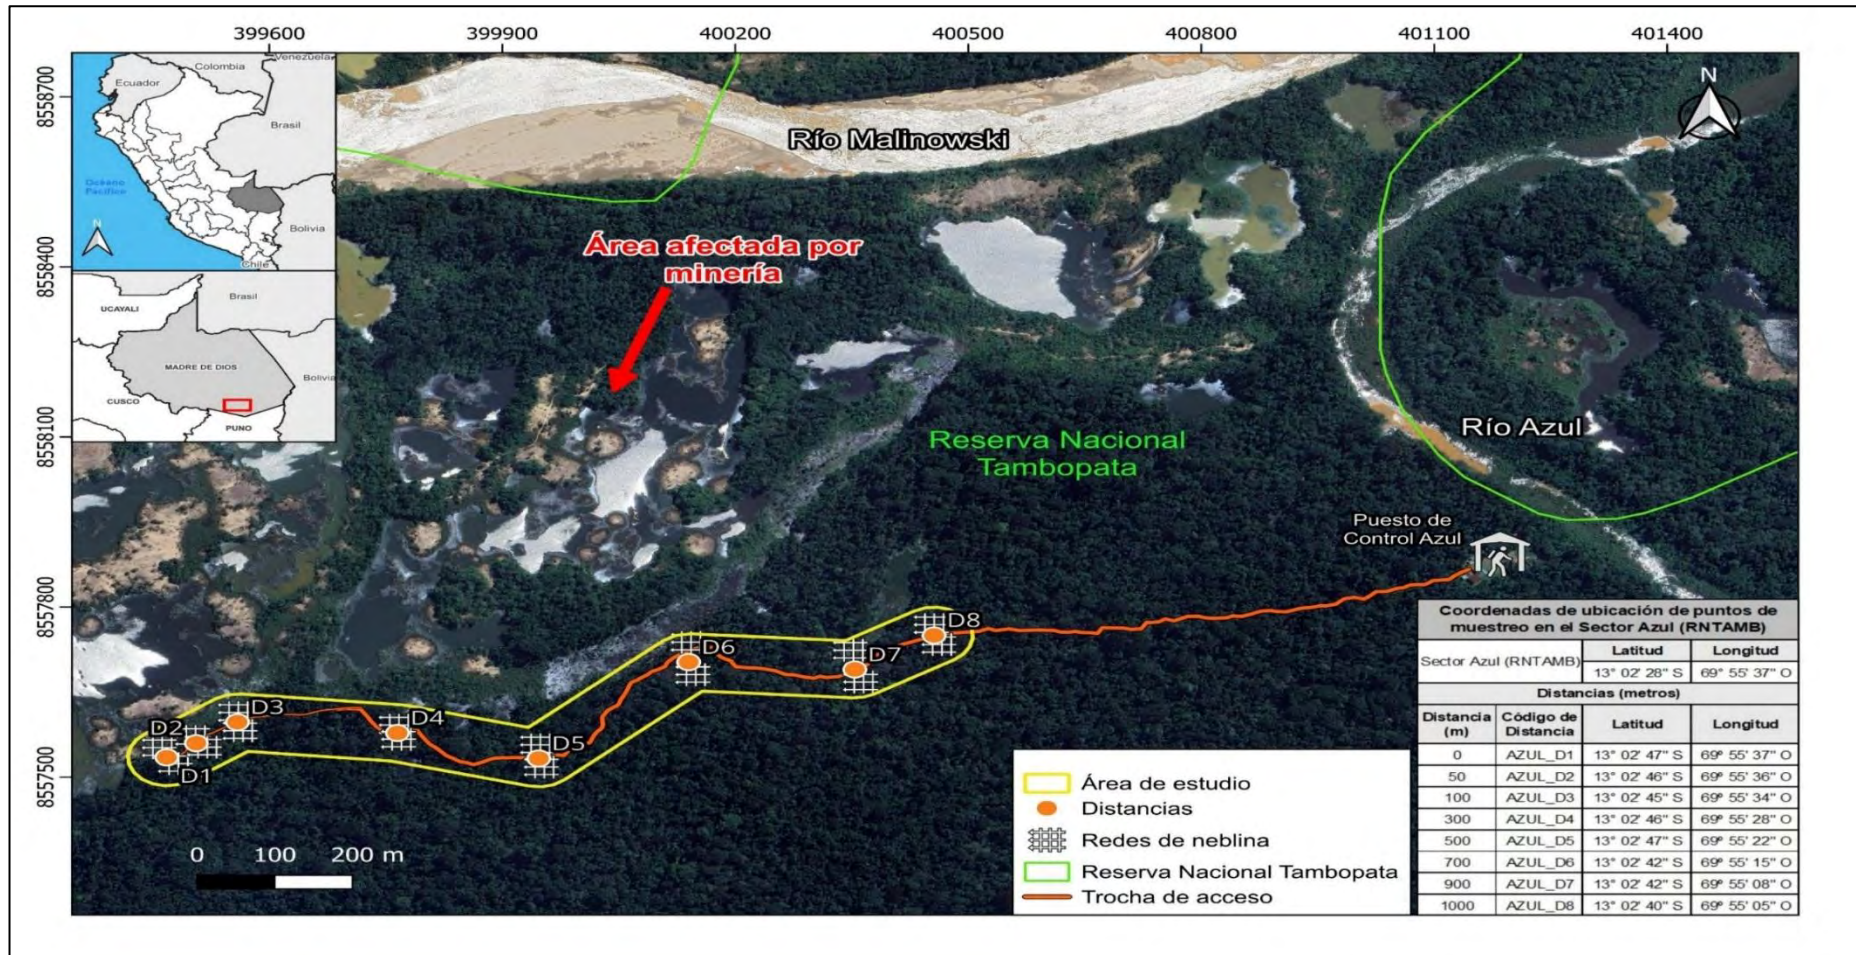 399600 399900 400200 400500 400800 401100 401400
8558700
8558400
8558100
8557800
8557500
Venezuela
Colombia
Ecuador
Brasil
Océano
Pacífico
N
Bolivia
Chile
Brasil
UCAYALI
MADRE DE DIOS
Bolivia
CUSCO
PUNO
N
Río Malinowski
Área afectada por
minería
Reserva Nacional
Tambopata
Río Azul
Puesto de
Control Azul
D8
D6
D7
D3
D2
D4
D5
D1
0 100 200 m
Área de estudio
Distancias
Redes de neblina
Reserva Nacional Tambopata
Trocha de acceso
Coordenadas de ubicación de puntos de
muestreo en el Sector Azul (RNTAMB)
Sector Azul (RNTAMB) Latitud Longitud
13° 02' 28" S 69° 55' 37" O
Distancias (metros)
Distancia (m) Código de Distancia Latitud Longitud
0 AZUL_D1 13° 02' 47" S 69° 55' 37" O
50 AZUL_D2 13° 02' 46" S 69° 55' 36" O
100 AZUL_D3 13° 02' 45" S 69° 55' 34" O
300 AZUL_D4 13° 02' 46" S 69° 55' 28" O
500 AZUL_D5 13° 02' 47" S 69° 55' 22" O
700 AZUL_D6 13° 02' 42" S 69° 55' 15" O
900 AZUL_D7 13° 02' 42" S 69° 55' 08" O
1000 AZUL_D8 13° 02' 40" S 69° 55' 05" O